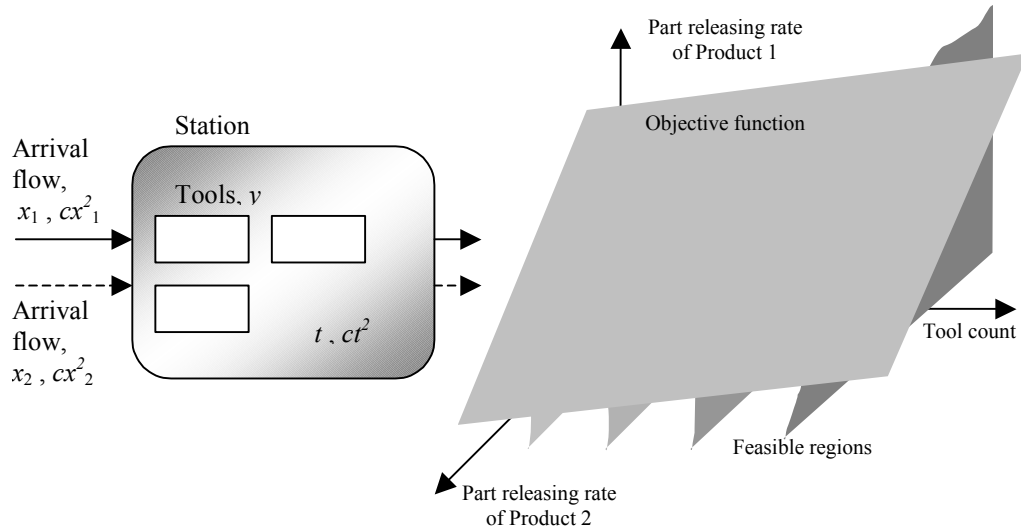 Station
Arrival
flow,
x₁ , cx²₁
Tools, y
Arrival
flow,
x₂ , cx²₂
t , ct²
Part releasing rate
of Product 1
Objective function
Tool count
Feasible regions
Part releasing rate
of Product 2